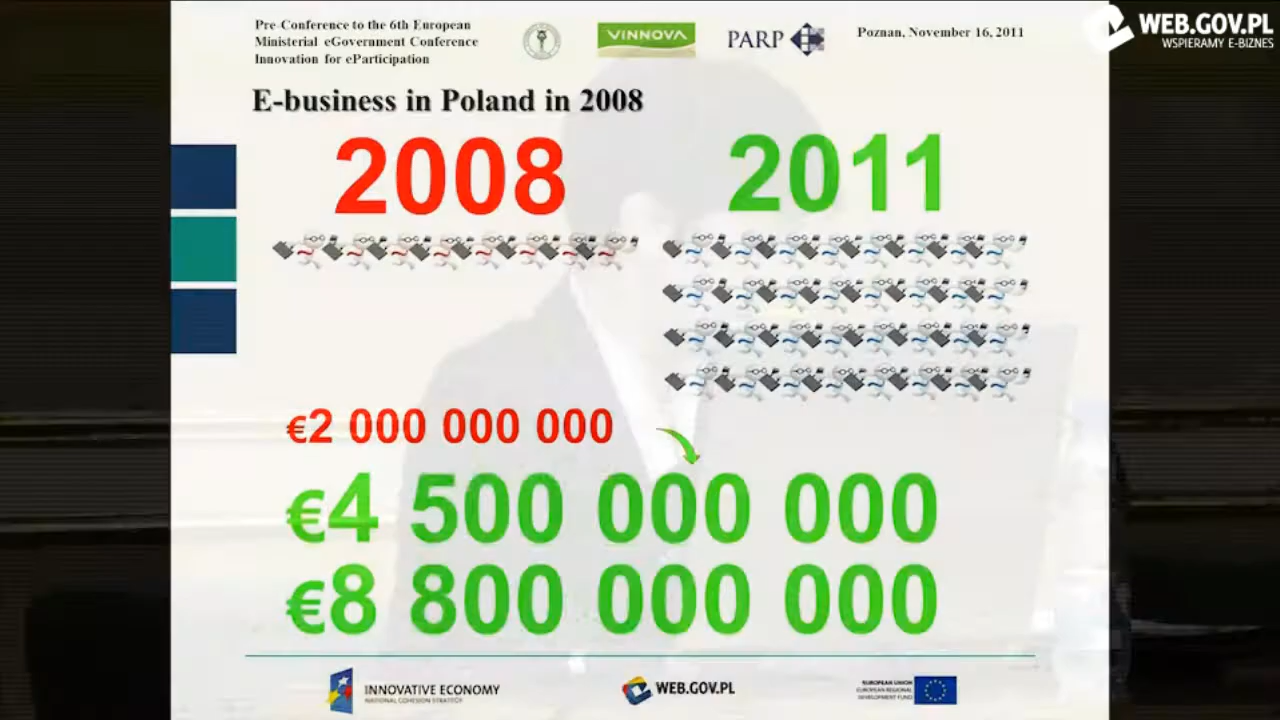 Pre-Conference to the 6th European
Ministerial eGovernment Conference
Innovation for eParticipation
VINNOVA
PARP
Poznan, November 16, 2011
WEB.GOV.PL
WSPIERAMY E-BIZNES
E-business in Poland in 2008
2008
2011
€2 000 000 000
€4 500 000 000
€8 800 000 000
INNOVATIVE ECONOMY
NATIONAL COHESION STRATEGY
WEB.GOV.PL
EUROPEAN UNION
EUROPEAN REGIONAL
DEVELOPMENT FUND